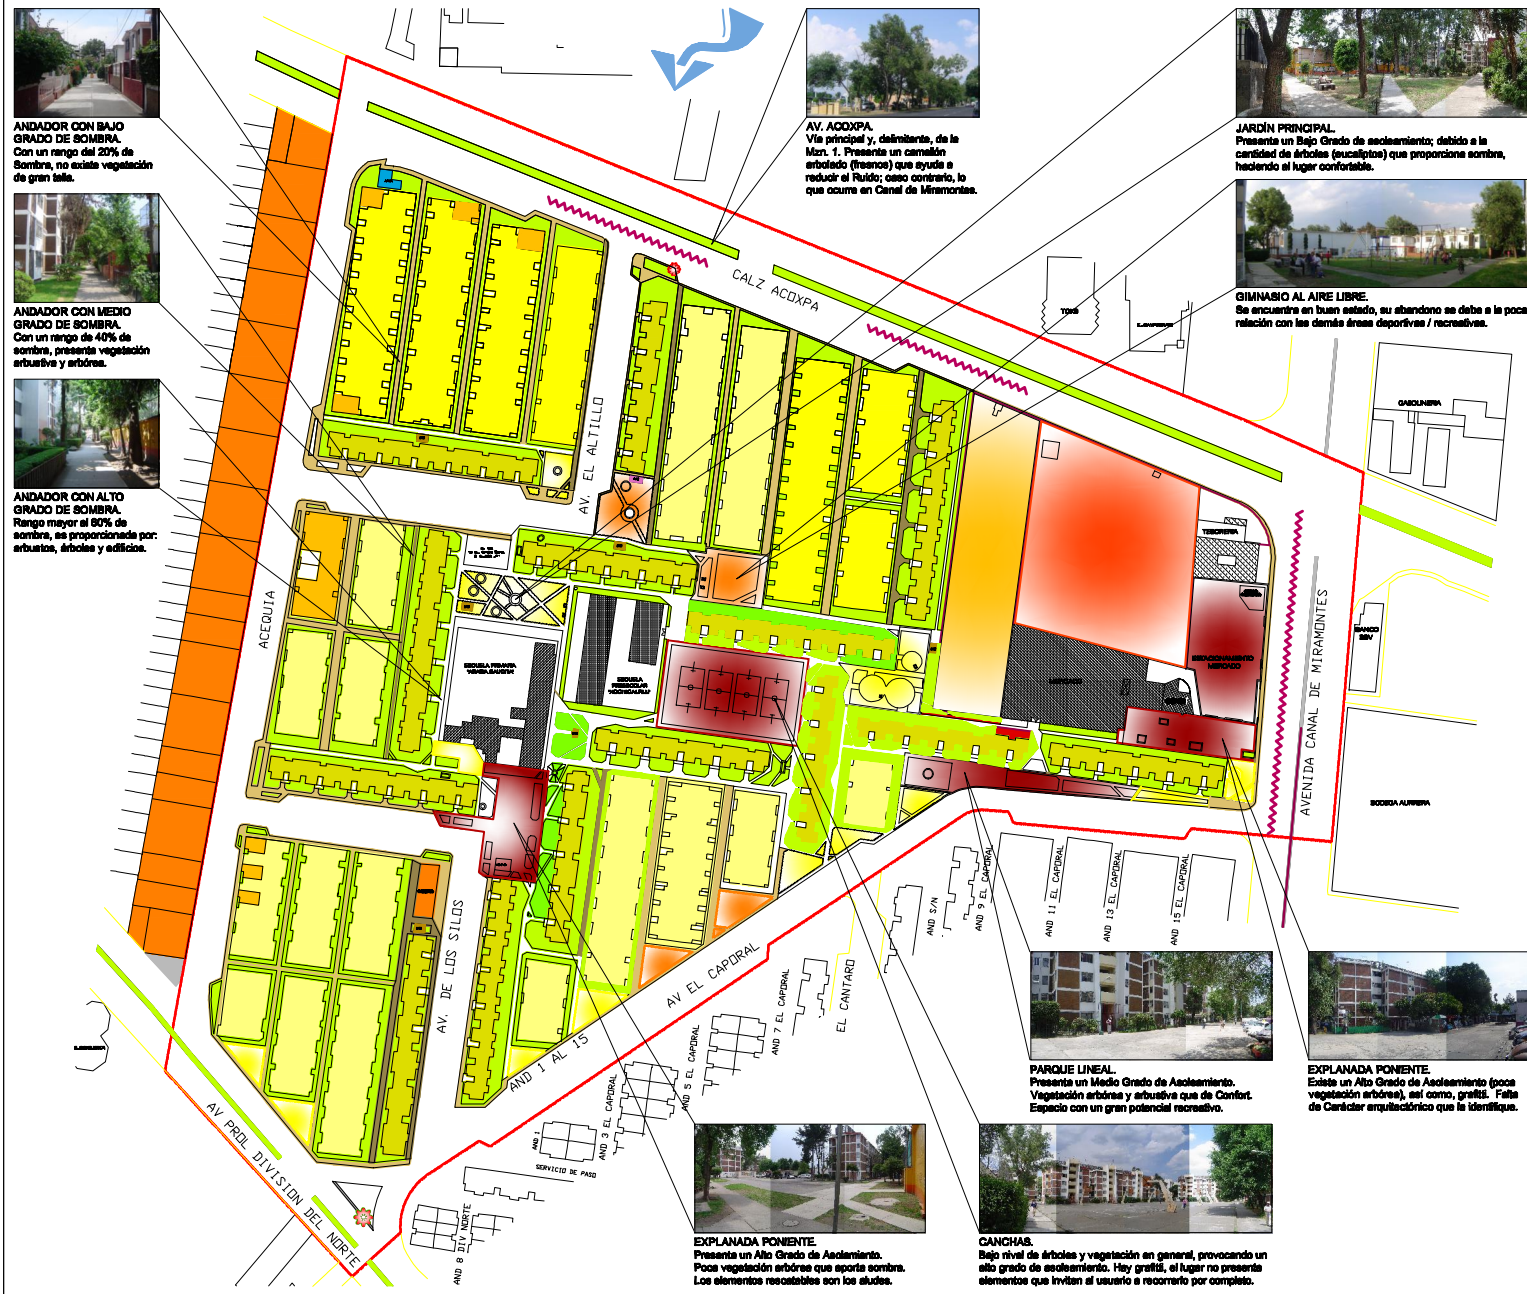 ANDADOR CON BAJO
GRADO DE SOMBRA.
Con un rango del 20% de
Sombra, no existe vegetación
de gran talla.
ANDADOR CON MEDIO
GRADO DE SOMBRA.
Con un rango de 40% de
sombra, presenta vegetación
arbustiva y arbórea.
ANDADOR CON ALTO
GRADO DE SOMBRA.
Rango mayor al 60% de
sombra, es proporcionada por:
arbustos, árboles y edificios.
AV. ACOXPA.
Vía principal y, delimitante, de la
Mzn. 1. Presenta un camellón
arbolado (fresnos) que ayuda a
reducir el Ruido; caso contrario, lo
que ocurre en Canal de Miramontes.
JARDÍN PRINCIPAL.
Presenta un Bajo Grado de asoleamiento; debido a la
cantidad de árboles (eucaliptos) que proporciona sombra,
haciendo al lugar confortable.
GIMNASIO AL AIRE LIBRE.
Se encuentra en buen estado, su abandono se debe a la poca
relación con las demás áreas deportivas / recreativas.
CALZ ACOXPA
TOKS
GASOLINERIA
AV. EL ALTILLO
TESORERIA
ACEQUIA
ESCUELA PRIMARIA
ESCUELA
PREESCOLAR
ESTACIONAMIENTO
MERCADO
MERCADO
BANCO
AVENIDA CANAL DE MIRAMONTES
BODEGA AURRERA
AV. DE LOS SILOS
AV EL CAPORAL
AND 1 AL 15
EL CANTARO
AND S/N
AND 9 EL CAPORAL
AND 11 EL CAPORAL
AND 13 EL CAPORAL
AND 15 EL CAPORAL
AND 7 EL CAPORAL
AND 5 EL CAPORAL
AND 3 EL CAPORAL
AND 1
SERVICIO DE PASO
AND 8 DIV NORTE
AV PROL DIVISION DEL NORTE
PARQUE LINEAL.
Presenta un Medio Grado de Asoleamiento.
Vegatación arbórea y arbustiva que da Confort.
Espacio con un gran potencial recreativo.
EXPLANADA PONIENTE.
Existe un Alto Grado de Asoleamiento (poca
vegetación arbórea), así como, grafitti. Falta
de Carácter arquitectónico que la identifique.
EXPLANADA PONIENTE.
Presenta un Alto Grado de Asolamiento.
Poca vegetación arbórea que aporta sombra.
Los elementos rescatables son los aludes.
CANCHAS.
Bajo nivel de árboles y vagatación en general, provocando un
alto grado de asoleamiento. Hay grafitti, el lugar no presenta
elementos que inviten al usuario a recorrerlo por completo.